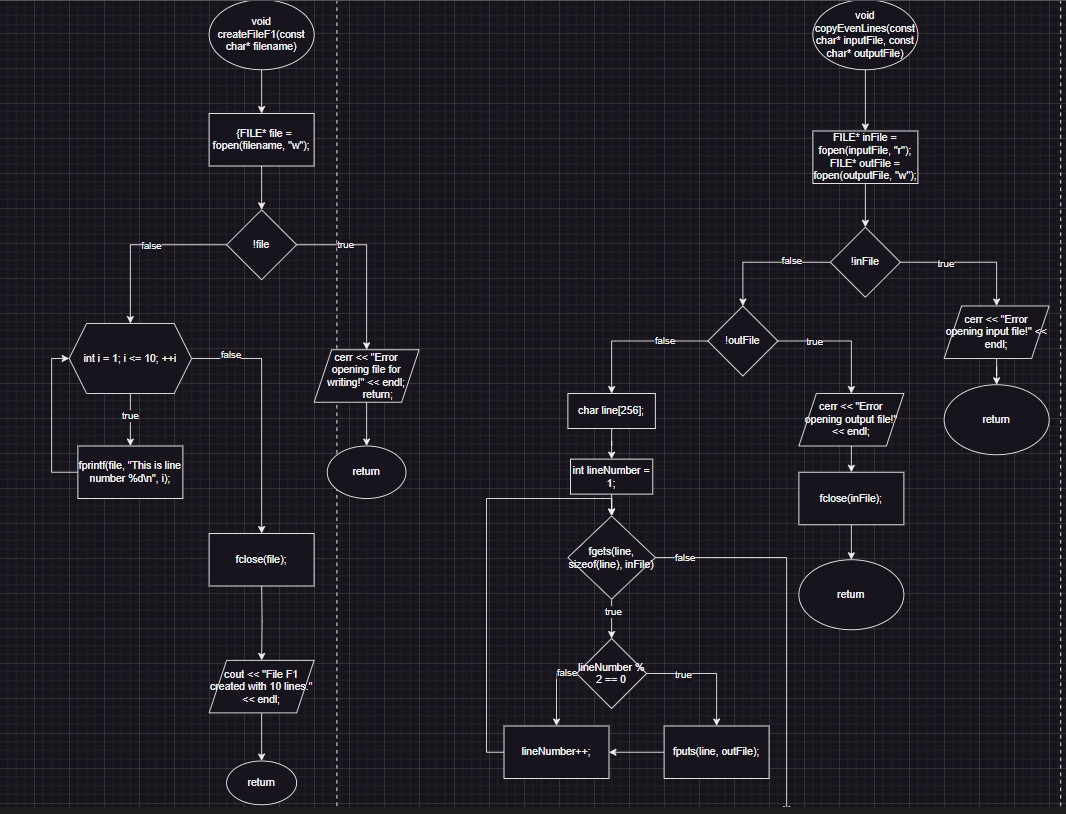 void
createFileF1(const
char* filename)
{FILE* file =
fopen(filename, "w");
!file
false
true
int i = 1; i <= 10; ++i
false
true
fprintf(file, "This is line
number %d\n", i);
cerr << "Error
opening file for
writing!" << endl;
return;
return
fclose(file);
cout << "File F1
created with 10 lines."
<< endl;
return
void
copyEvenLines(const
char* inputFile, const
char* outputFile)
FILE* inFile =
fopen(inputFile, "r");
FILE* outFile =
fopen(outputFile, "w");
!inFile
false
true
cerr << "Error
opening input file!" <<
endl;
return
!outFile
false
true
cerr << "Error
opening output file!"
<< endl;
fclose(inFile);
return
char line[256];
int lineNumber =
1;
fgets(line,
sizeof(line), inFile)
false
true
lineNumber %
2 == 0
false
true
lineNumber++;
fputs(line, outFile);